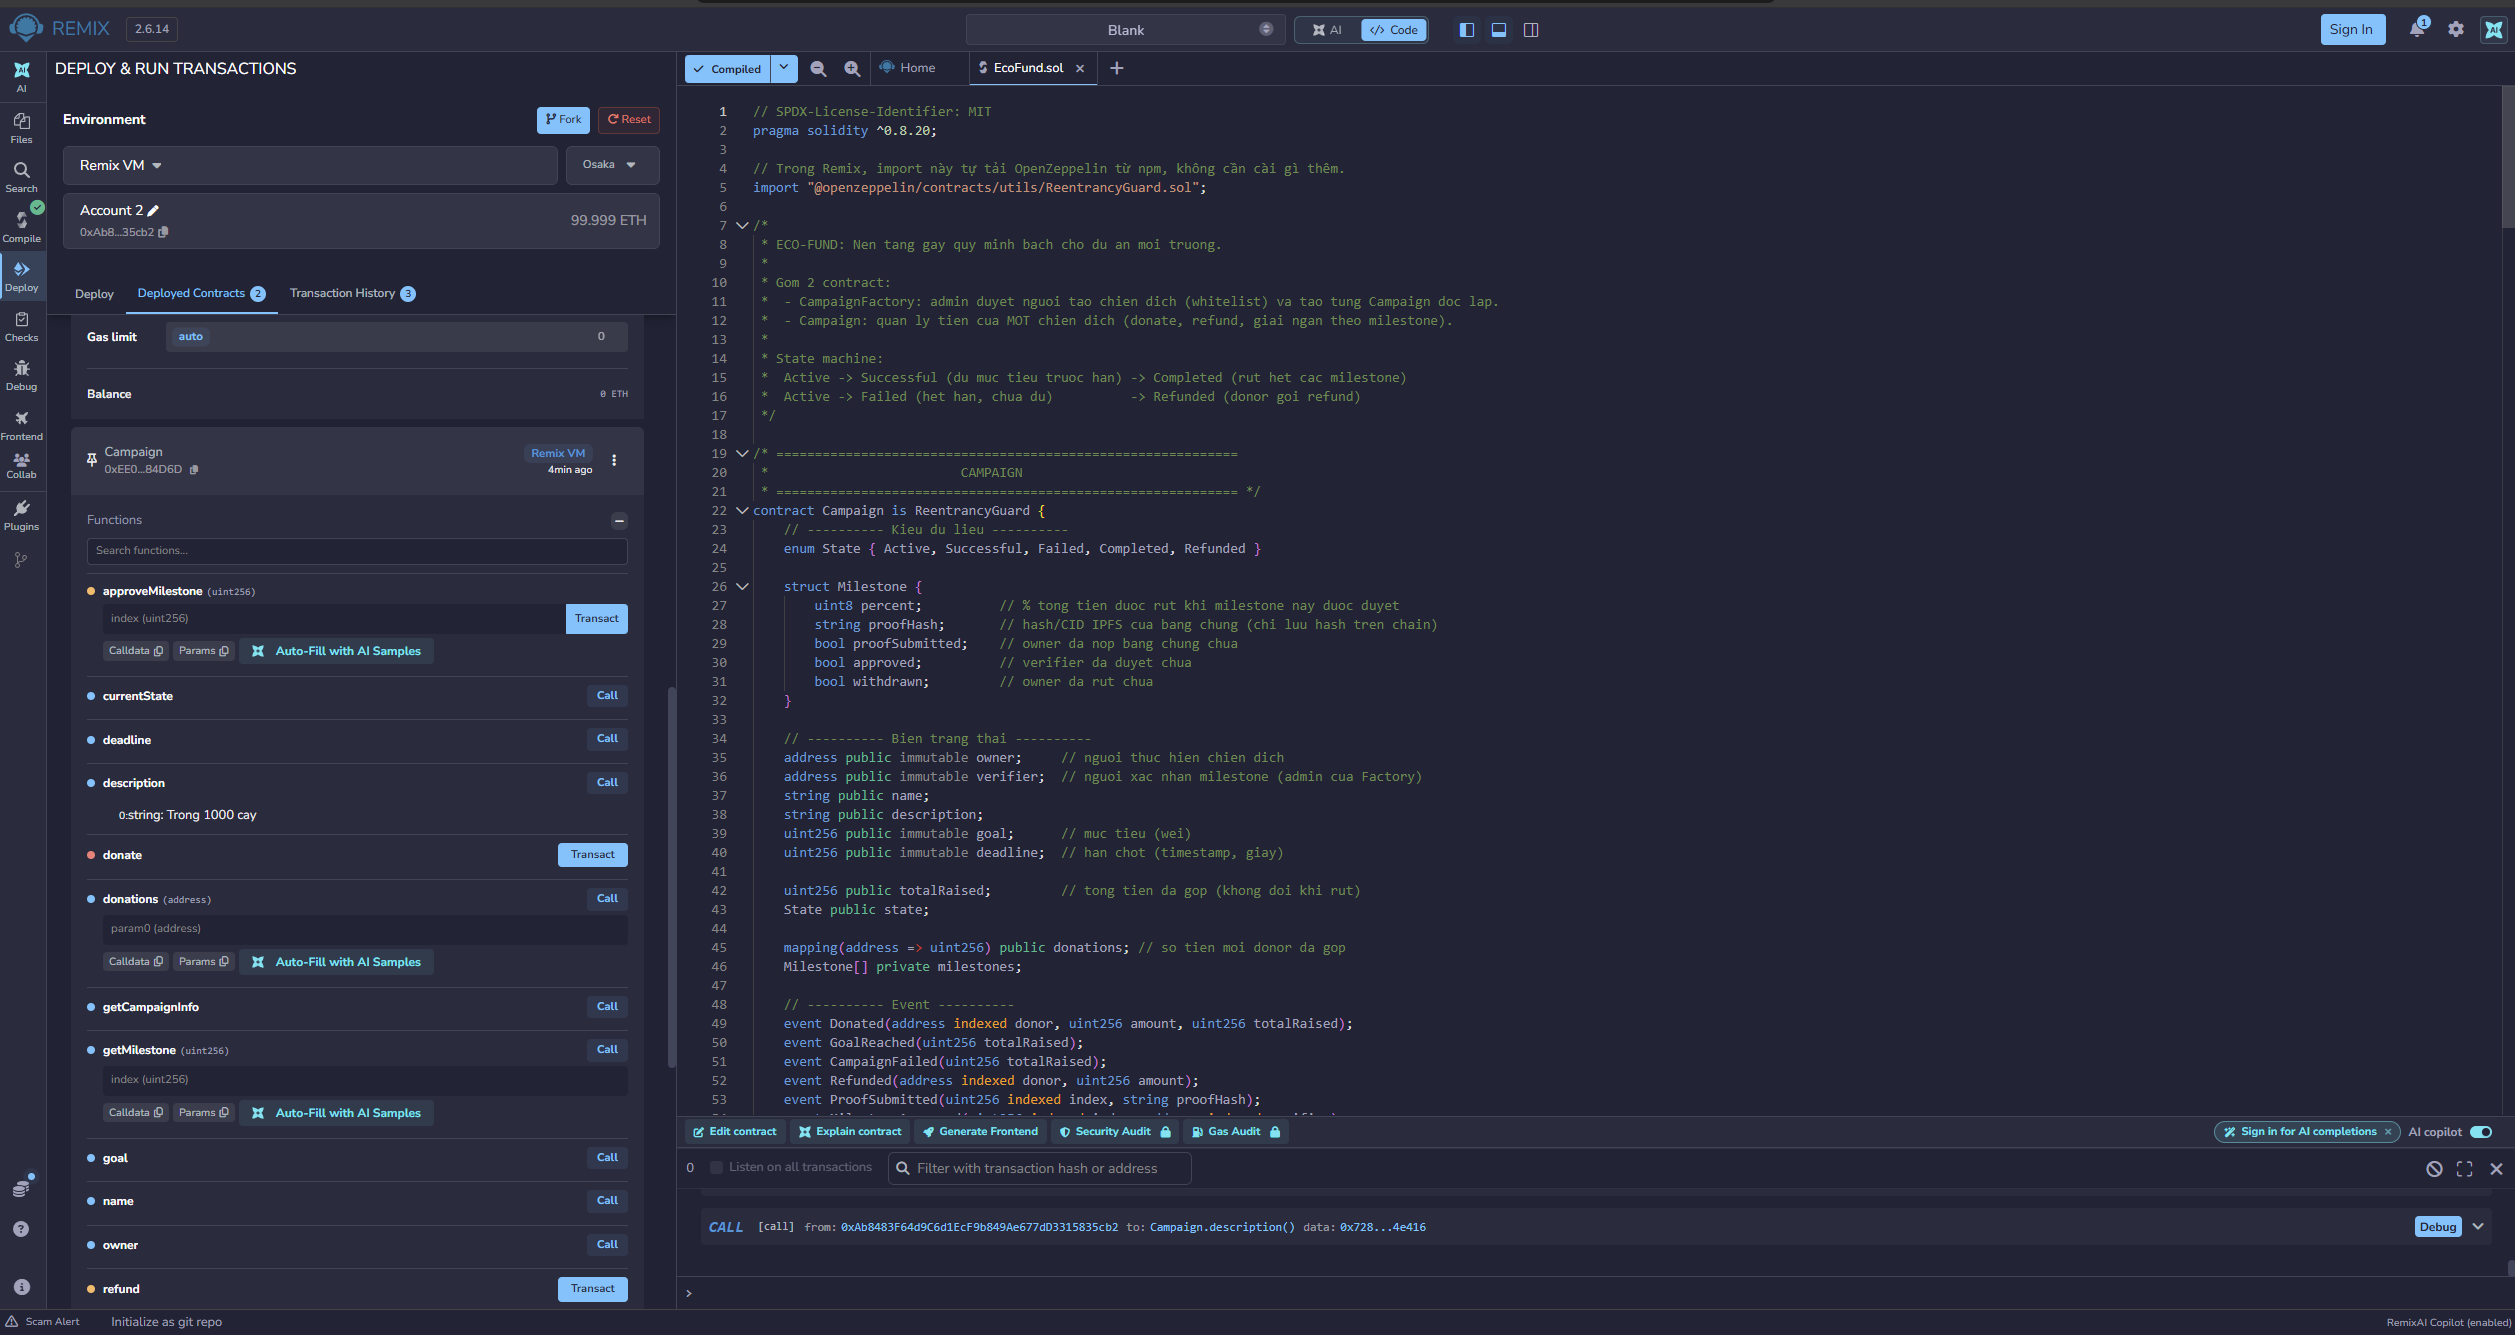 REMIX 2.6.14
Blank
AI Code
Sign In
1
DEPLOY & RUN TRANSACTIONS
AI
Files
Search
Compile
Deploy
Checks
Debug
Frontend
Collab
Plugins
Environment
Fork Reset
Remix VM
Osaka
Account 2
0xAb8...35cb2
99.999 ETH
Deploy Deployed Contracts 2 Transaction History 3
Gas limit auto 0
Balance 0 ETH
Campaign
0xEE0...84D6D
Remix VM
4min ago
Functions
Search functions...
approveMilestone (uint256)
index (uint256) Transact
Calldata Params Auto-Fill with AI Samples
currentState Call
deadline Call
description Call
0:string: Trong 1000 cay
donate Transact
donations (address) Call
param0 (address)
Calldata Params Auto-Fill with AI Samples
getCampaignInfo Call
getMilestone (uint256) Call
index (uint256)
Calldata Params Auto-Fill with AI Samples
goal Call
name Call
owner Call
refund Transact
Compiled Home EcoFund.sol
1 // SPDX-License-Identifier: MIT
2 pragma solidity ^0.8.20;
3
4 // Trong Remix, import này tự tải OpenZeppelin từ npm, không cần cài gì thêm.
5 import "@openzeppelin/contracts/utils/ReentrancyGuard.sol";
6
7 /*
8 * ECO-FUND: Nen tang gay quy minh bach cho du an moi truong.
9 *
10 * Gom 2 contract:
11 * - CampaignFactory: admin duyet nguoi tao chien dich (whitelist) va tao tung Campaign doc lap.
12 * - Campaign: quan ly tien cua MOT chien dich (donate, refund, giai ngan theo milestone).
13 *
14 * State machine:
15 * Active -> Successful (du muc tieu truoc han) -> Completed (rut het cac milestone)
16 * Active -> Failed (het han, chua du) -> Refunded (donor goi refund)
17 */
18
19 /* ============================================================
20 * CAMPAIGN
21 * ============================================================ */
22 contract Campaign is ReentrancyGuard {
23 // ---------- Kieu du lieu ----------
24 enum State { Active, Successful, Failed, Completed, Refunded }
25
26 struct Milestone {
27 uint8 percent; // % tong tien duoc rut khi milestone nay duoc duyet
28 string proofHash; // hash/CID IPFS cua bang chung (chi luu hash tren chain)
29 bool proofSubmitted; // owner da nop bang chung chua
30 bool approved; // verifier da duyet chua
31 bool withdrawn; // owner da rut chua
32 }
33
34 // ---------- Bien trang thai ----------
35 address public immutable owner; // nguoi thuc hien chien dich
36 address public immutable verifier; // nguoi xac nhan milestone (admin cua Factory)
37 string public name;
38 string public description;
39 uint256 public immutable goal; // muc tieu (wei)
40 uint256 public immutable deadline; // han chot (timestamp, giay)
41
42 uint256 public totalRaised; // tong tien da gop (khong doi khi rut)
43 State public state;
44
45 mapping(address => uint256) public donations; // so tien moi donor da gop
46 Milestone[] private milestones;
47
48 // ---------- Event ----------
49 event Donated(address indexed donor, uint256 amount, uint256 totalRaised);
50 event GoalReached(uint256 totalRaised);
51 event CampaignFailed(uint256 totalRaised);
52 event Refunded(address indexed donor, uint256 amount);
53 event ProofSubmitted(uint256 indexed index, string proofHash);
Edit contract Explain contract Generate Frontend Security Audit Gas Audit
Sign in for AI completions × AI copilot
0 Listen on all transactions Filter with transaction hash or address
CALL [call] from: 0xAb8483F64d9C6d1EcF9b849Ae677dD3315835cb2 to: Campaign.description() data: 0x728...4e416 Debug
>
Scam Alert Initialize as git repo
RemixAI Copilot (enabled)